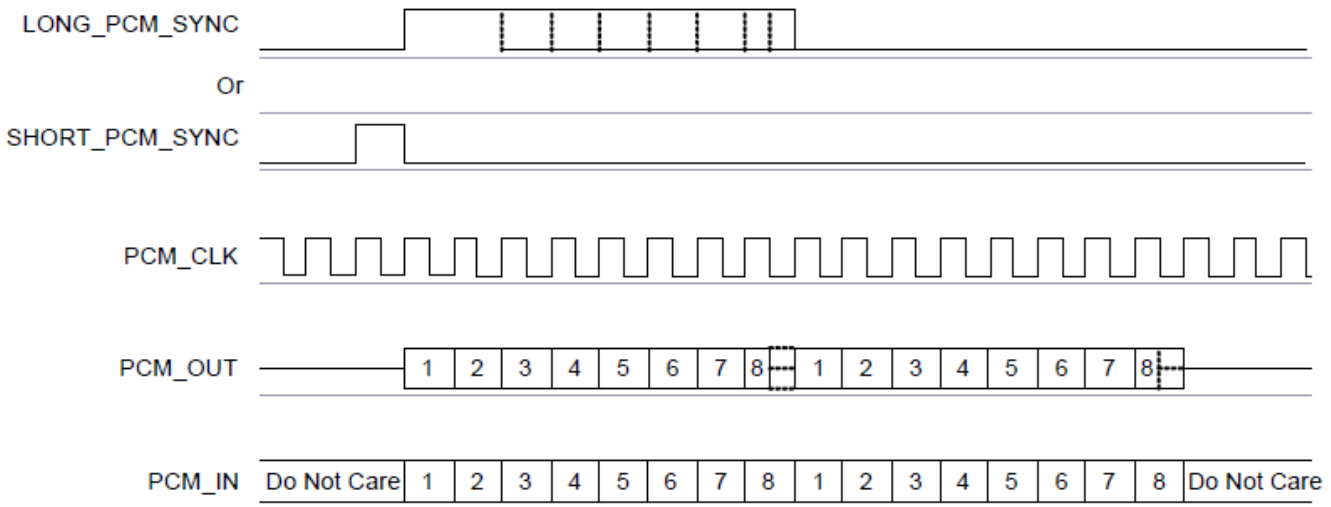 LONG_PCM_SYNC
Or
SHORT_PCM_SYNC
PCM_CLK
PCM_OUT 1 2 3 4 5 6 7 8 1 2 3 4 5 6 7 8
PCM_IN Do Not Care 1 2 3 4 5 6 7 8 1 2 3 4 5 6 7 8 Do Not Care